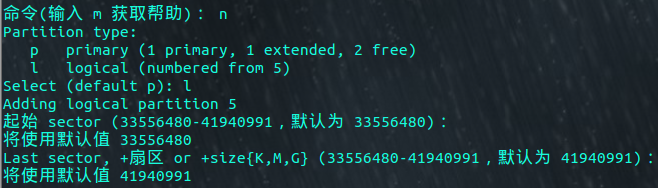 命令(输入 m 获取帮助)： n
Partition type:
   p   primary (1 primary, 1 extended, 2 free)
   l   logical (numbered from 5)
Select (default p): l
Adding logical partition 5
起始 sector (33556480-41940991，默认为 33556480)：
将使用默认值 33556480
Last sector, +扇区 or +size{K,M,G} (33556480-41940991，默认为 41940991)：
将使用默认值 41940991